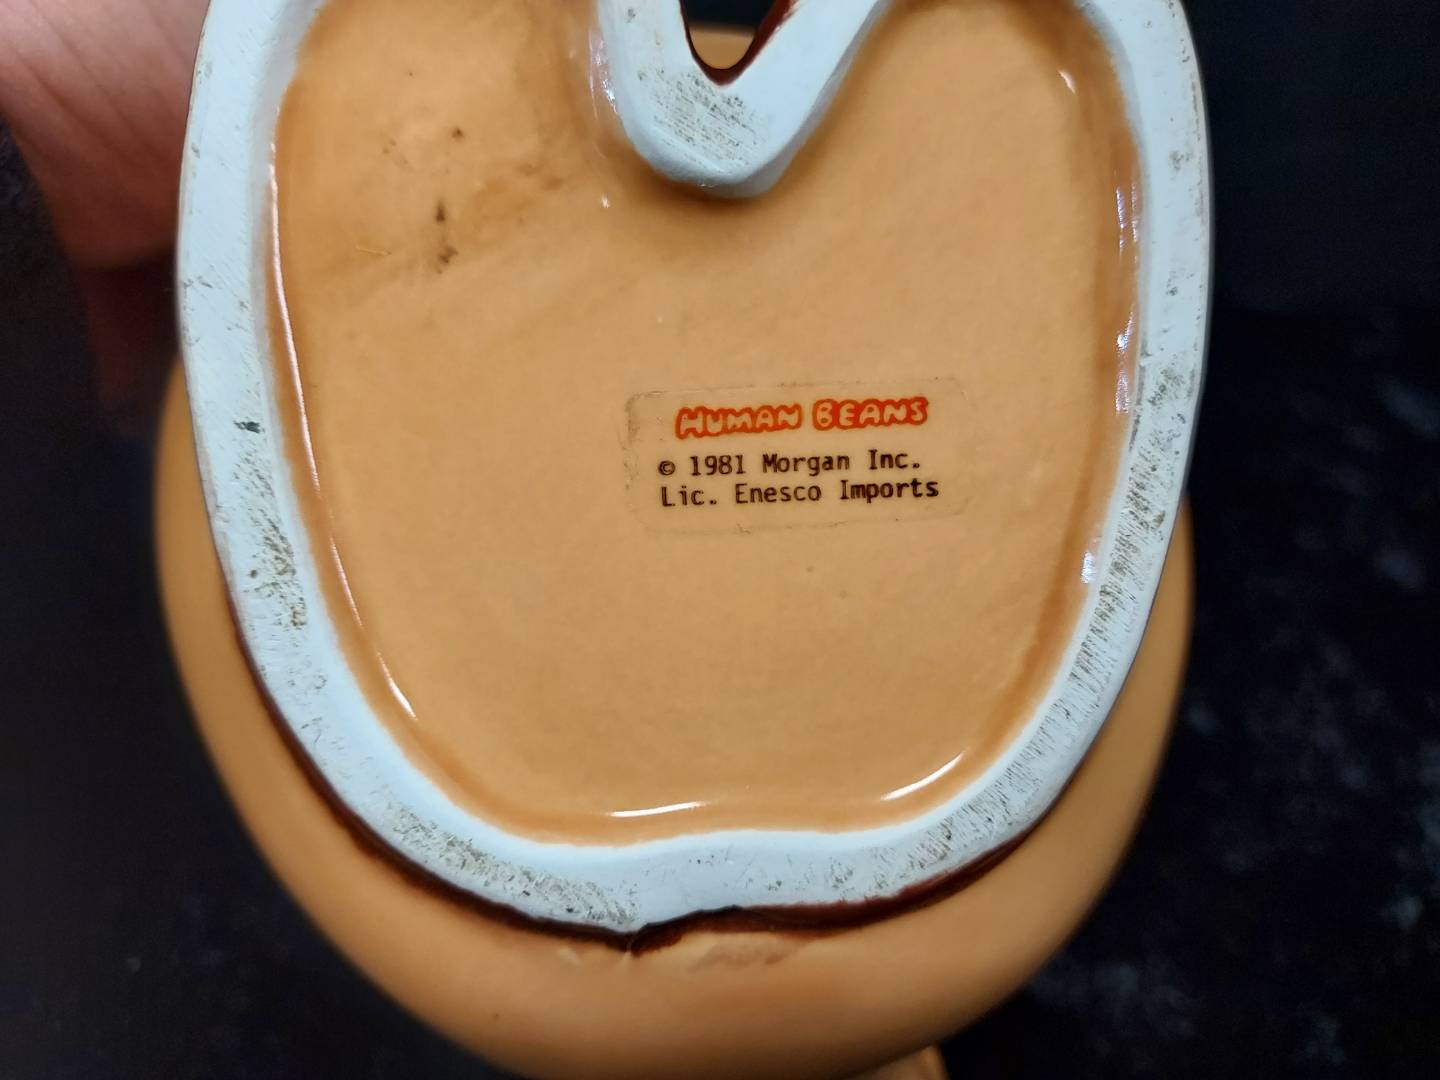 HUMAN BEANS
© 1981 Morgan Inc.
Lic. Enesco Imports